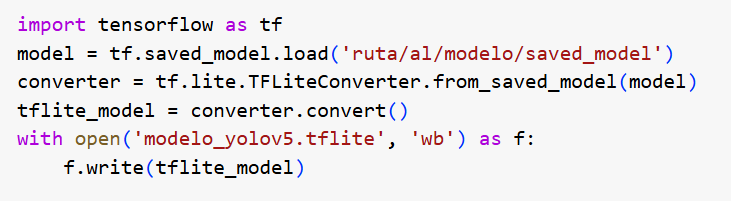 import tensorflow as tf
model = tf.saved_model.load('ruta/al/modelo/saved_model')
converter = tf.lite.TFLiteConverter.from_saved_model(model)
tflite_model = converter.convert()
with open('modelo_yolov5.tflite', 'wb') as f:
    f.write(tflite_model)